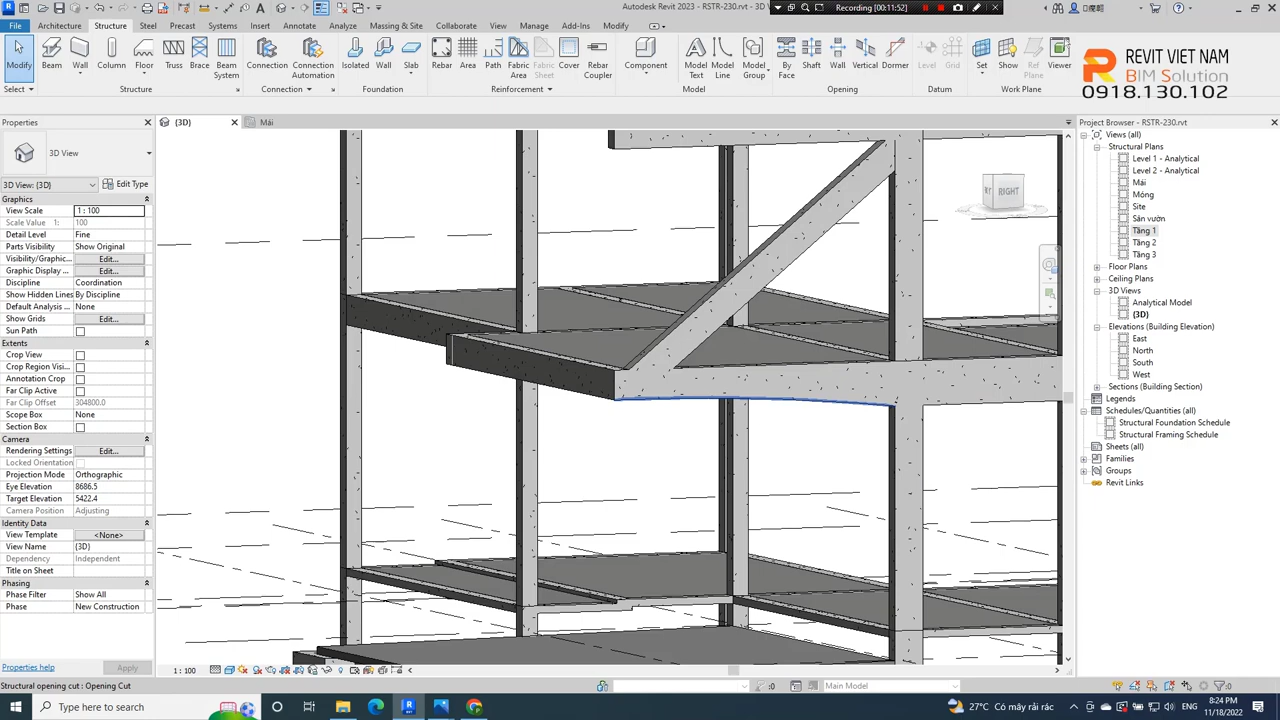 Autodesk Revit 2023 - RSTR-230.rvt - 3D V
Recording [00:11:52]
File
Architecture
Structure
Steel
Precast
Systems
Insert
Annotate
Analyze
Massing & Site
Collaborate
View
Manage
Add-Ins
Modify
Modify
Beam
Wall
Column
Floor
Truss
Brace
Beam System
Connection
Connection Automation
Isolated
Wall
Slab
Rebar
Area
Path
Fabric Area
Fabric Sheet
Cover
Rebar Coupler
Component
Model Text
Model Line
Model Group
By Face
Shaft
Wall
Vertical
Dormer
Level
Grid
Set
Show
Ref Plane
Viewer
Select
Structure
Connection
Foundation
Reinforcement
Model
Opening
Datum
Work Plane
REVIT VIET NAM
BIM Solution
0918.130.102
Properties
(3D)
Mái
Project Browser - RSTR-230.rvt
3D View
3D View: (3D)
Edit Type
Graphics
View Scale 1 : 100
Scale Value 1: 100
Detail Level Fine
Parts Visibility Show Original
Visibility/Graphic... Edit...
Graphic Display ... Edit...
Discipline Coordination
Show Hidden Lines By Discipline
Default Analysis ... None
Show Grids Edit...
Sun Path
Extents
Crop View
Crop Region Visi...
Annotation Crop
Far Clip Active
Far Clip Offset 304800.0
Scope Box None
Section Box
Camera
Rendering Settings Edit...
Locked Orientation
Projection Mode Orthographic
Eye Elevation 8686.5
Target Elevation 5422.4
Camera Position Adjusting
Identity Data
View Template <None>
View Name {3D}
Dependency Independent
Title on Sheet
Phasing
Phase Filter Show All
Phase New Construction
Properties help
Apply
RIGHT
Views (all)
Structural Plans
Level 1 - Analytical
Level 2 - Analytical
Mái
Móng
Site
Sân vườn
Tầng 1
Tầng 2
Tầng 3
Floor Plans
Ceiling Plans
3D Views
Analytical Model
{3D}
Elevations (Building Elevation)
East
North
South
West
Sections (Building Section)
Legends
Schedules/Quantities (all)
Structural Foundation Schedule
Structural Framing Schedule
Sheets (all)
Families
Groups
Revit Links
1 : 100
Structural opening cut : Opening Cut
:0
Main Model
:0
Type here to search
27°C Có mây rải rác
8:24 PM
11/18/2022